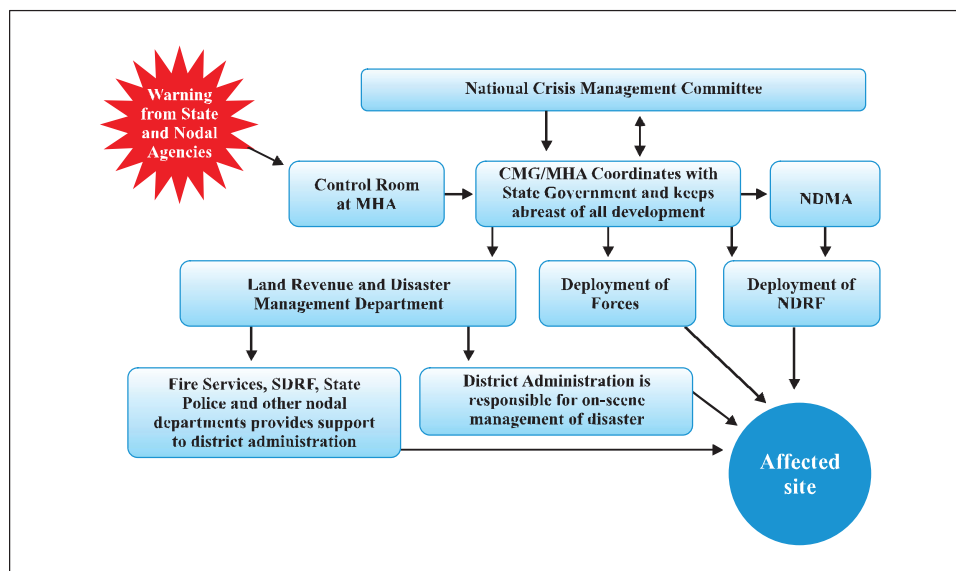 Warning
from State
and Nodal
Agencies
National Crisis Management Committee
Control Room
at MHA
CMG/MHA Coordinates with
State Government and keeps
abreast of all development
NDMA
Land Revenue and Disaster
Management Department
Deployment of
Forces
Deployment of
NDRF
Fire Services, SDRF, State
Police and other nodal
departments provides support
to district administration
District Administration is
responsible for on-scene
management of disaster
Affected
site